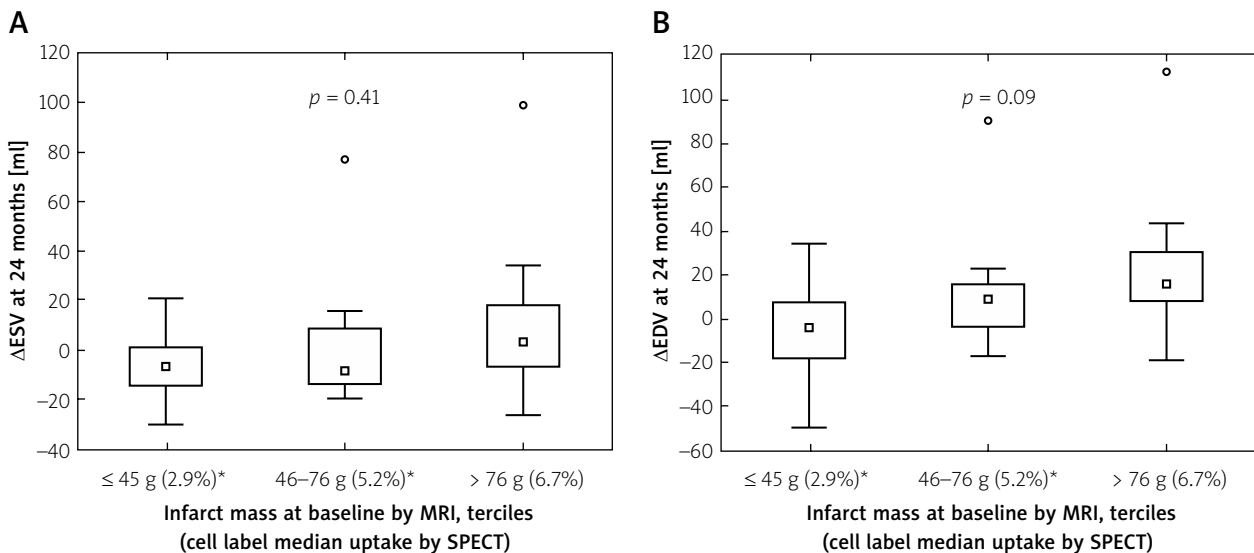 A
ΔESV at 24 months [ml]
120
100
80
60
40
20
0
−20
−40
p = 0.41
≤ 45 g (2.9%)*
46–76 g (5.2%)*
> 76 g (6.7%)
Infarct mass at baseline by MRI, terciles
(cell label median uptake by SPECT)
B
ΔEDV at 24 months [ml]
120
100
80
60
40
20
0
−20
−40
−60
p = 0.09
≤ 45 g (2.9%)*
46–76 g (5.2%)*
> 76 g (6.7%)
Infarct mass at baseline by MRI, terciles
(cell label median uptake by SPECT)